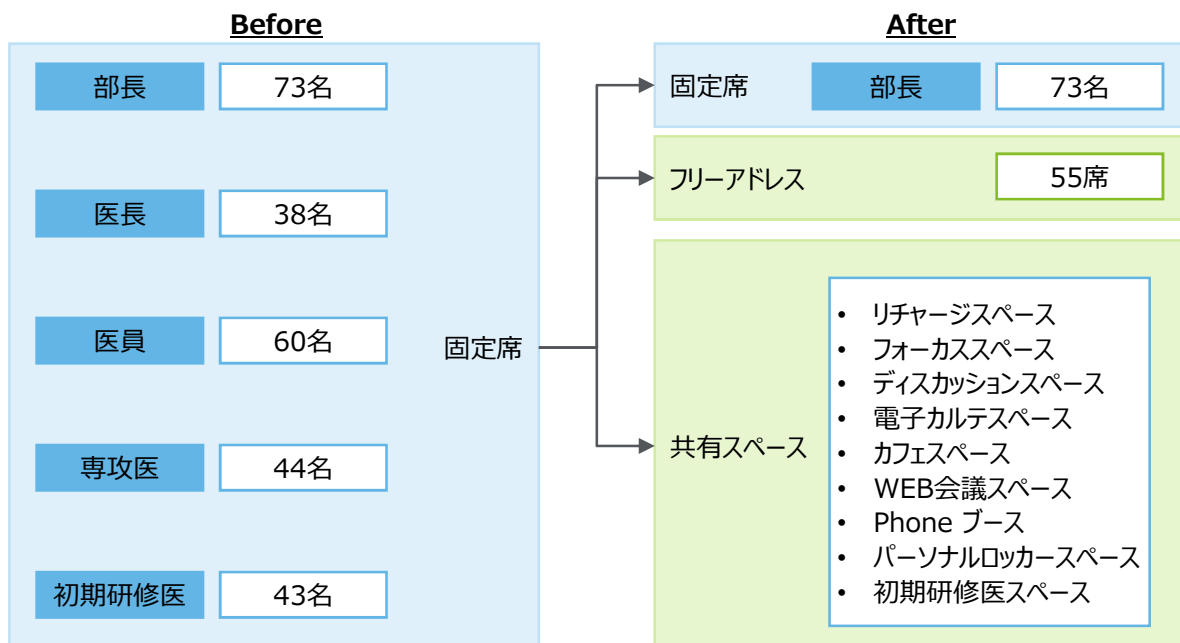 Before
部長 73名
医長 38名
医員 60名
専攻医 44名
初期研修医 43名
固定席
After
固定席 部長 73名
フリーアドレス 55席
共有スペース
• リチャージスペース
• フォーカススペース
• ディスカッションスペース
• 電子カルテスペース
• カフェスペース
• WEB会議スペース
• Phone ブース
• パーソナルロッカースペース
• 初期研修医スペース